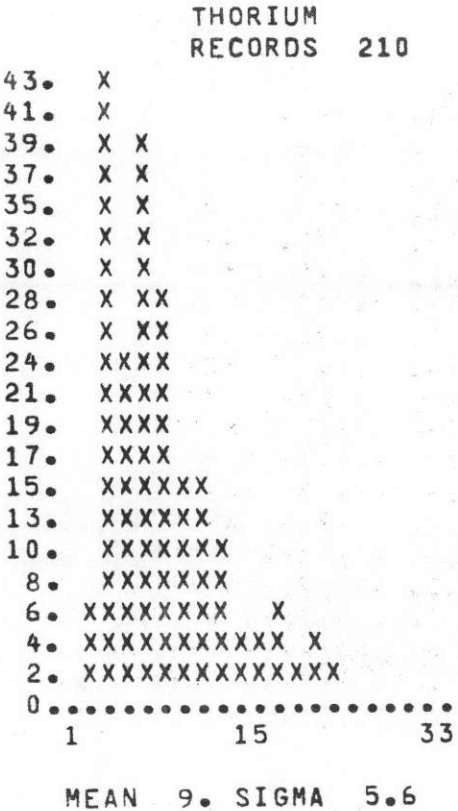 THORIUM
RECORDS 210
43. X
41. X
39. X X
37. X X
35. X X
32. X X
30. X X
28. X XX
26. X XX
24. XXXX
21. XXXX
19. XXXX
17. XXXX
15. XXXXXX
13. XXXXXX
10. XXXXXXX
8. XXXXXXX
6. XXXXXXXX X
4. XXXXXXXXXXX X
2. XXXXXXXXXXXXXX
0......................
1 15 33
MEAN 9. SIGMA 5.6